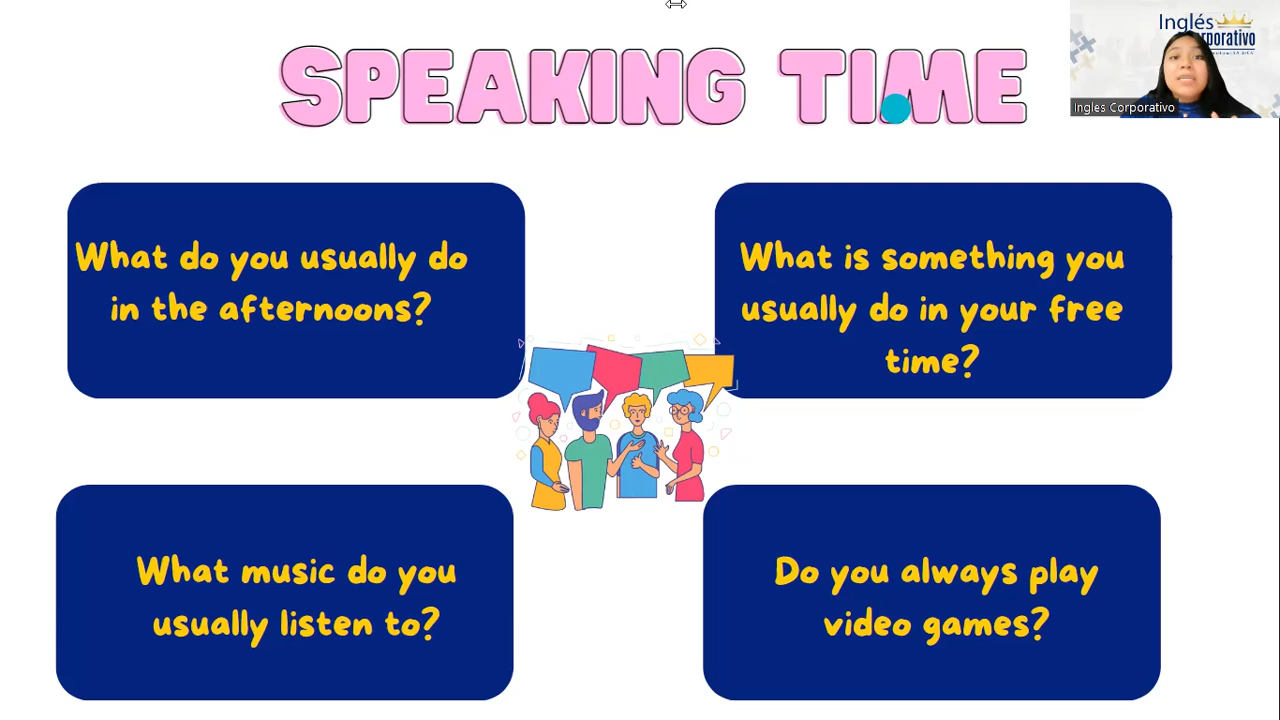 SPEAKING TIME
Inglés
Corporativo
Ingles Corporativo
What do you usually do
in the afternoons?
What is something you
usually do in your free
time?
What music do you
usually listen to?
Do you always play
video games?